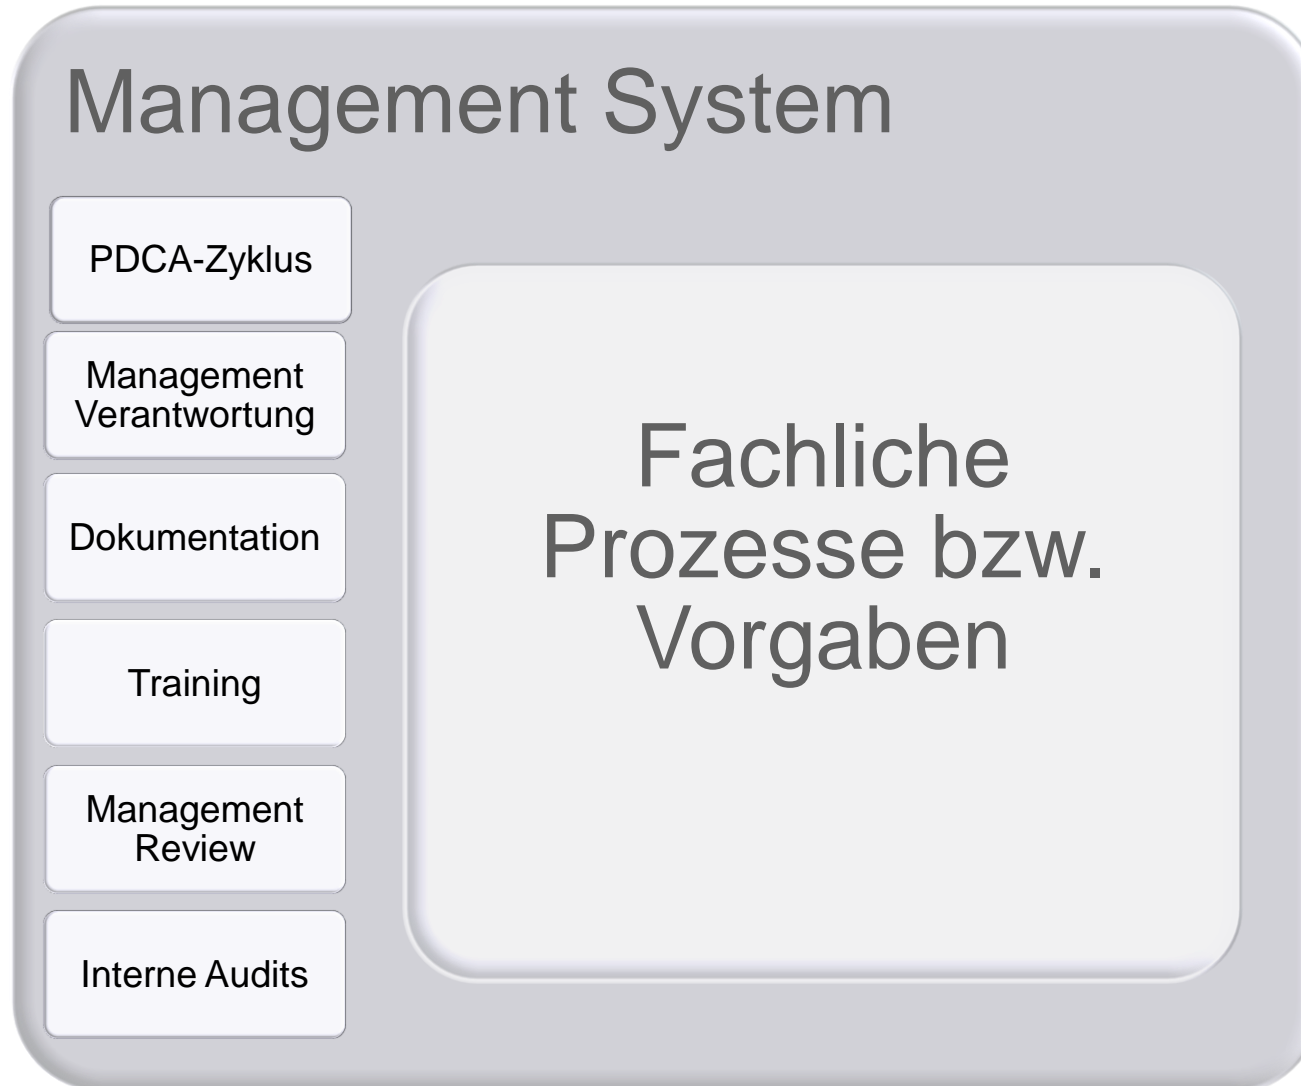 Management System
PDCA-Zyklus
Management
Verantwortung
Dokumentation
Training
Management
Review
Interne Audits
Fachliche
Prozesse bzw.
Vorgaben